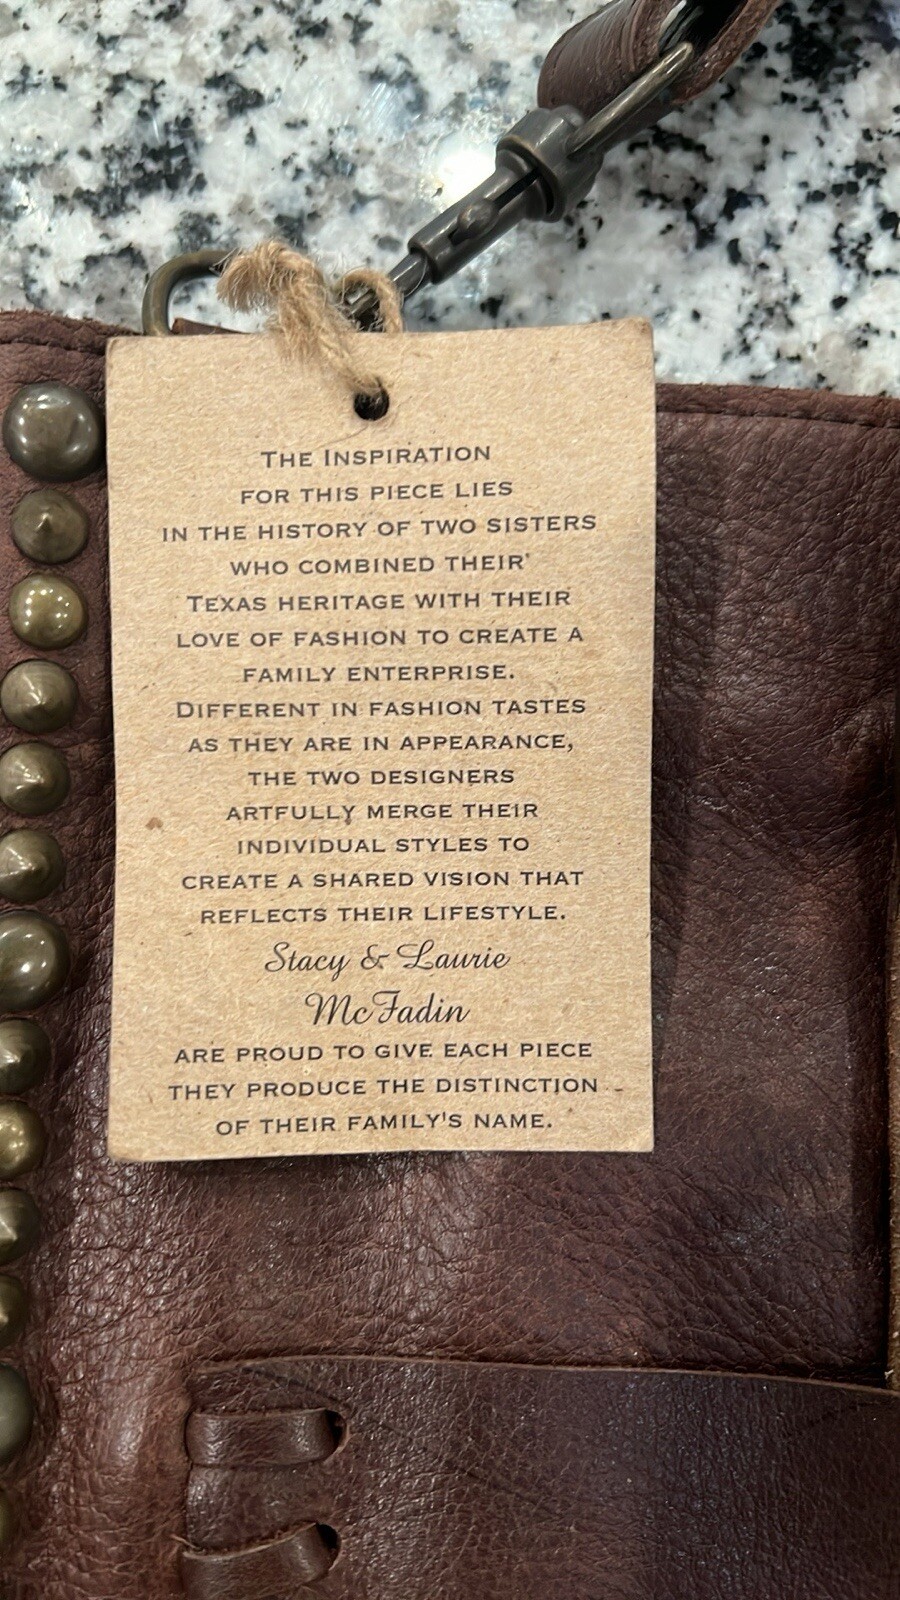 THE INSPIRATION
FOR THIS PIECE LIES
IN THE HISTORY OF TWO SISTERS
WHO COMBINED THEIR'
TEXAS HERITAGE WITH THEIR
LOVE OF FASHION TO CREATE A
FAMILY ENTERPRISE.
DIFFERENT IN FASHION TASTES
AS THEY ARE IN APPEARANCE,
THE TWO DESIGNERS
ARTFULLY MERGE THEIR
INDIVIDUAL STYLES TO
CREATE A SHARED VISION THAT
REFLECTS THEIR LIFESTYLE.
Stacy & Laurie
McFadin
ARE PROUD TO GIVE EACH PIECE
THEY PRODUCE THE DISTINCTION
OF THEIR FAMILY'S NAME.